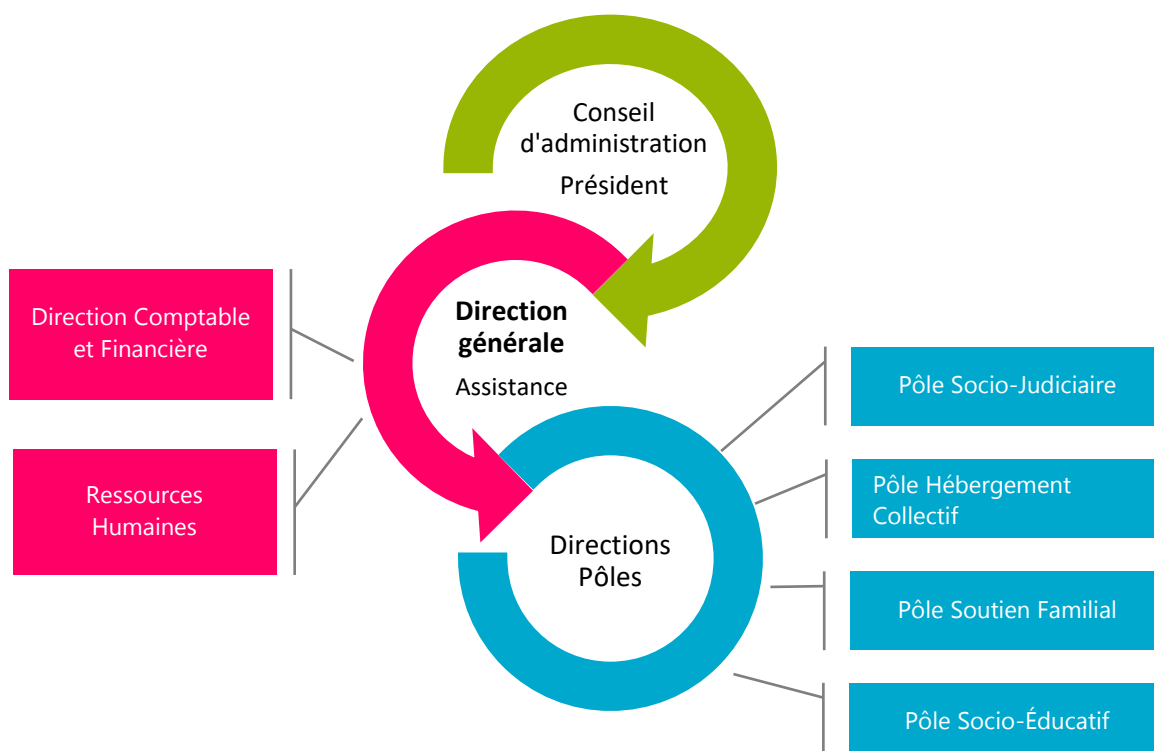 Conseil
d'administration
Président
Direction Comptable
et Financière
Direction
générale
Assistance
Ressources
Humaines
Directions
Pôles
Pôle Socio-Judiciaire
Pôle Hébergement
Collectif
Pôle Soutien Familial
Pôle Socio-Éducatif